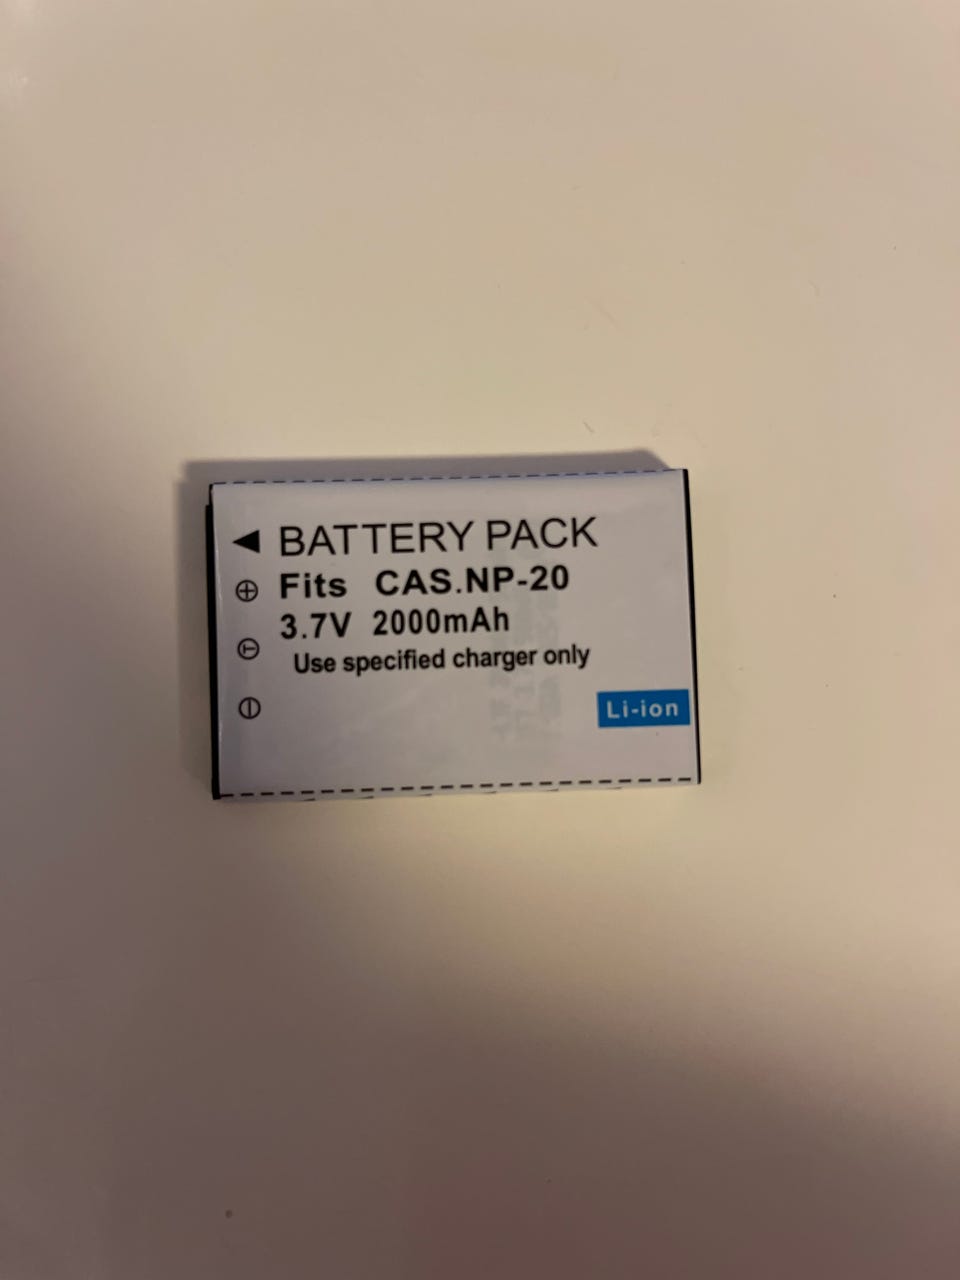 ◀ BATTERY PACK
⊕ Fits CAS.NP-20
3.7V 2000mAh
Ⓣ Use specified charger only
⊖
Li-ion